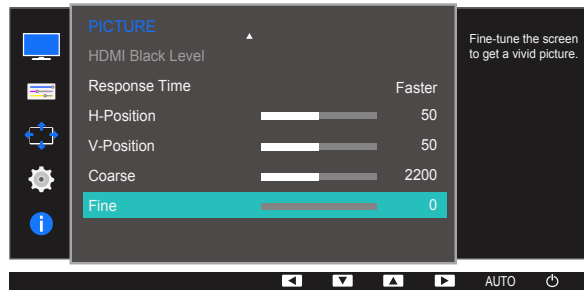 PICTURE
HDMI Black Level
Response Time Faster
H-Position 50
V-Position 50
Coarse 2200
Fine 0
Fine-tune the screen
to get a vivid picture.
AUTO